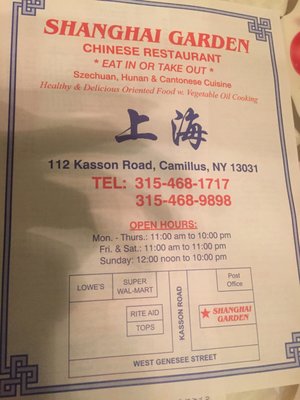 SHANGHAI GARDEN
CHINESE RESTAURANT
* EAT IN OR TAKE OUT *
Szechuan, Hunan & Cantonese Cuisine
Healthy & Delicious Oriented Food w. Vegetable Oil Cooking
上海
112 Kasson Road, Camillus, NY 13031
TEL: 315-468-1717
315-468-9898
OPEN HOURS:
Mon. - Thurs.: 11:00 am to 10:00 pm
Fri. & Sat.: 11:00 am to 11:00 pm
Sunday: 12:00 noon to 10:00 pm
LOWE'S
SUPER
WAL-MART
RITE AID
TOPS
KASSON ROAD
Post
Office
SHANGHAI
GARDEN
WEST GENESEE STREET